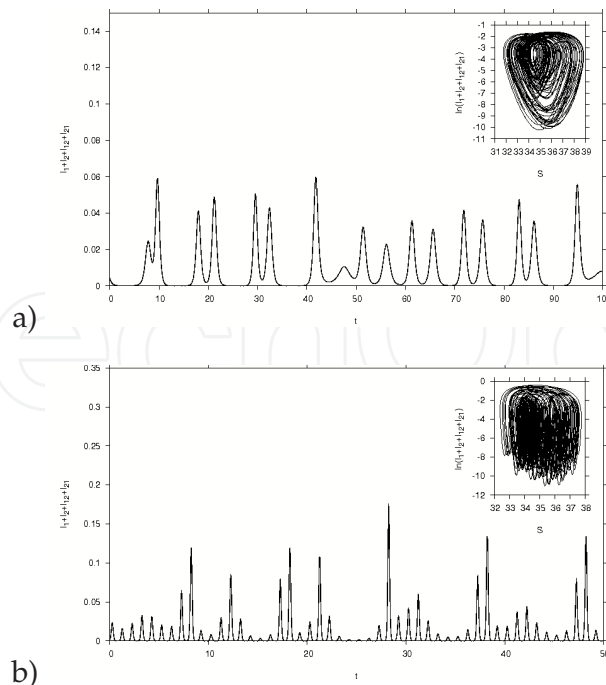 0.14
0.12
0.1
0.08
0.06
0.04
0.02
0
I₁+I₂+I₁₂+I₂₁
0 10 20 30 40 50 60 70 80 90 100
t
-1
-2
-3
-4
-5
-6
-7
-8
-9
-10
-11
ln(I₁+I₂+I₁₂+I₂₁)
31 32 33 34 35 36 37 38 39
S
a)
0.35
0.3
0.25
0.2
0.15
0.1
0.05
0
I₁+I₂+I₁₂+I₂₁
0 10 20 30 40 50
t
0
-2
-4
-6
-8
-10
-12
ln(I₁+I₂+I₁₂+I₂₁)
32 33 34 35 36 37 38
S
b)